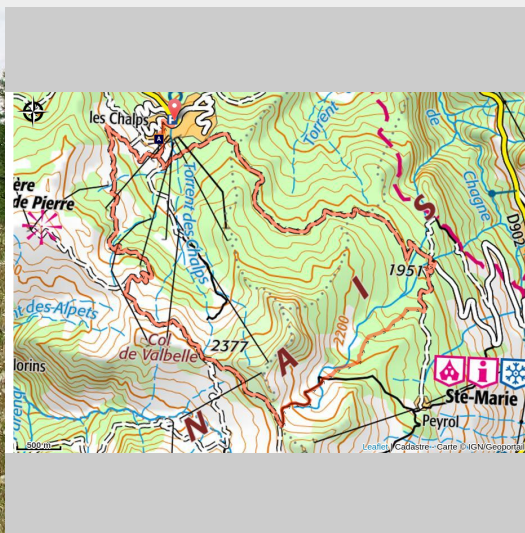 P
les Chalps
Torrent
de
Chagne
D902
ère
de Pierre
Torrent des Chalps
S
1951
I
nt des Alpets
Col
de Valbelle
2377
2200
A
lorins
N
Ste-Marie
Peyrol
500 m
Leaflet | Cadastre - Carte © IGN/Geoportail